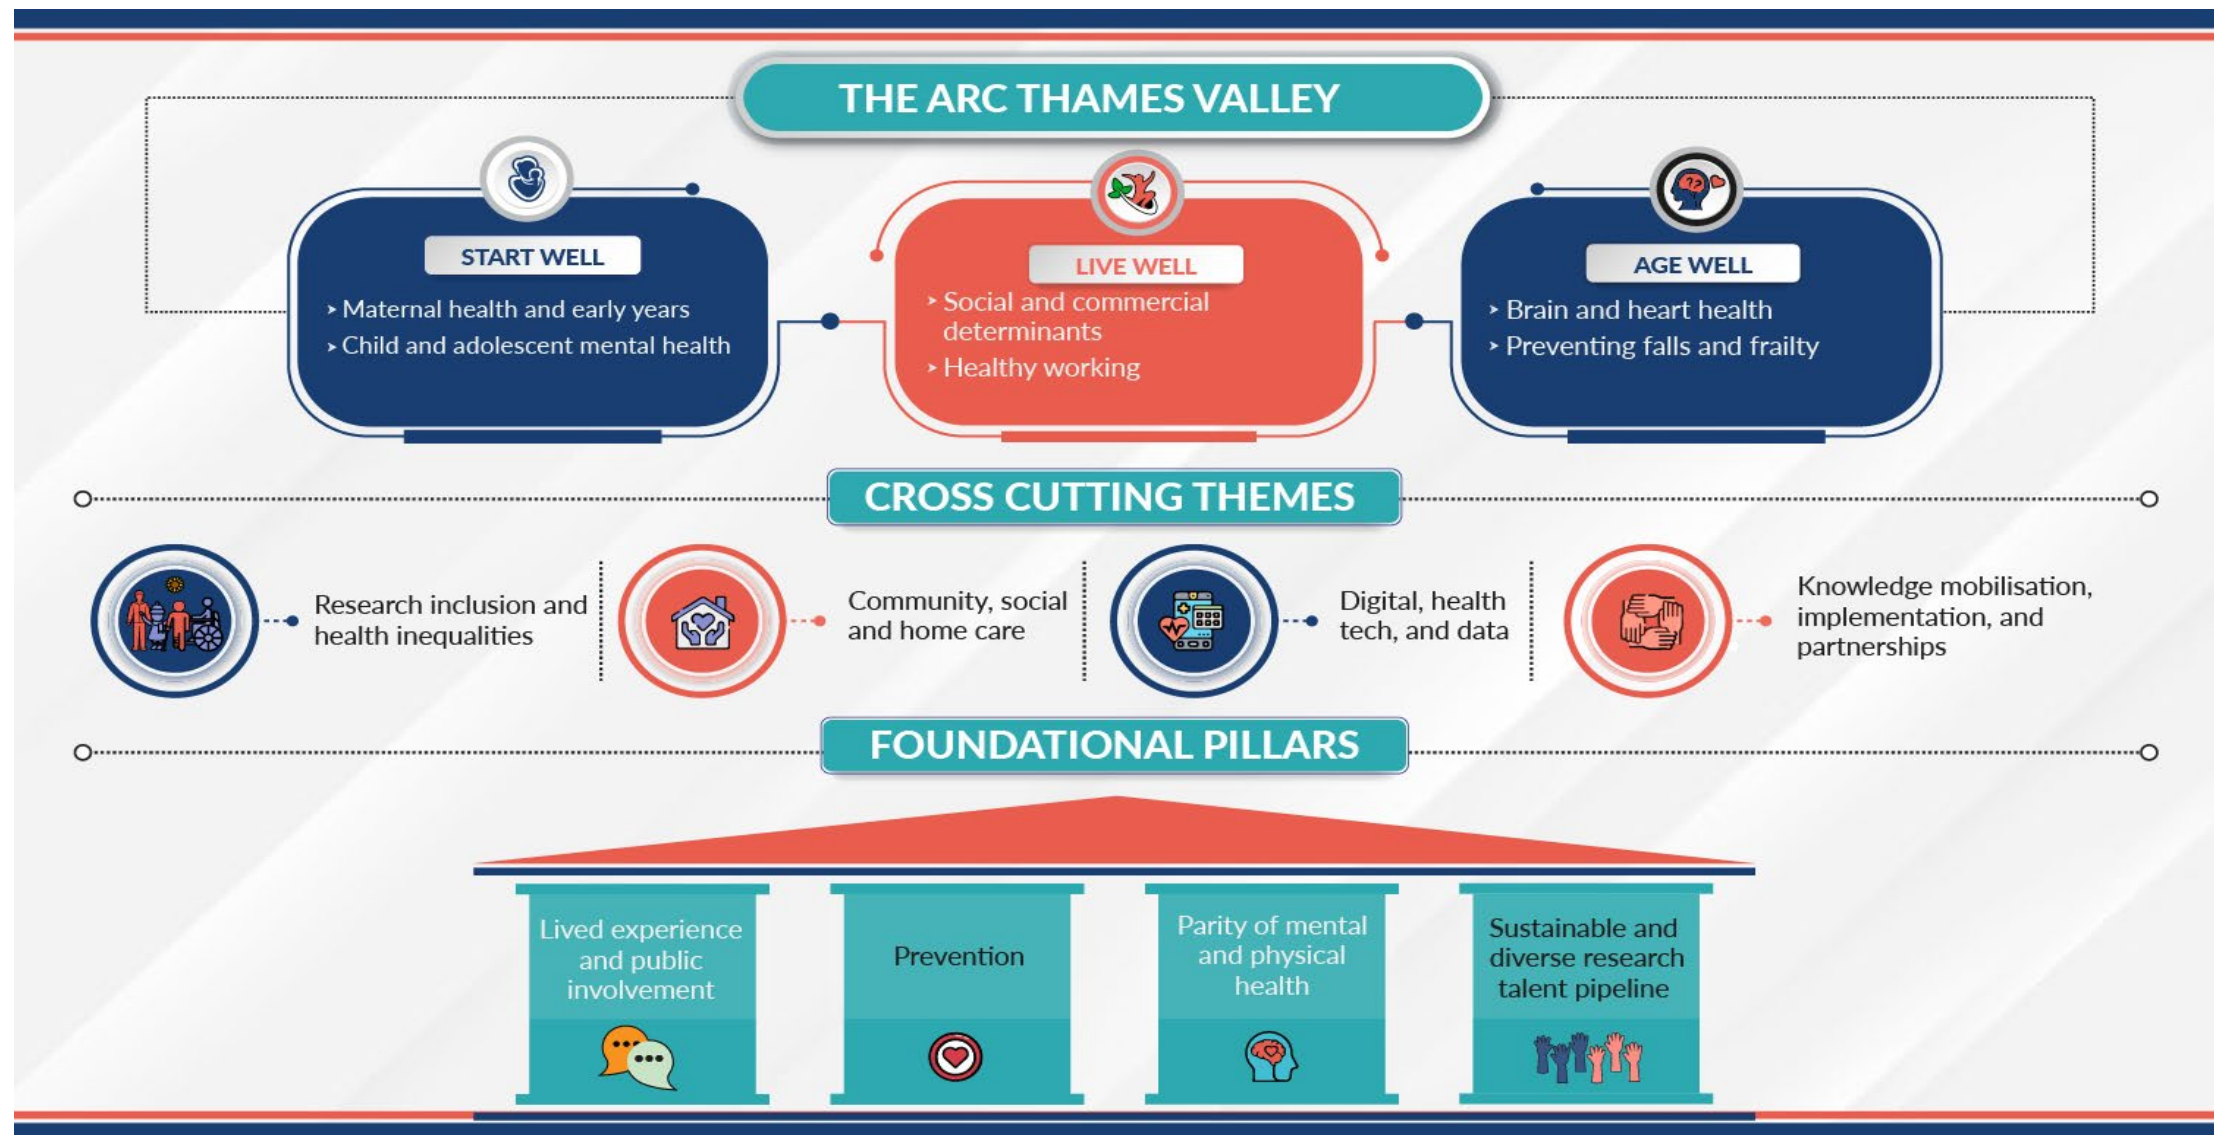 THE ARC THAMES VALLEY
START WELL
➤ Maternal health and early years
➤ Child and adolescent mental health
LIVE WELL
➤ Social and commercial
determinants
➤ Healthy working
AGE WELL
➤ Brain and heart health
➤ Preventing falls and frailty
CROSS CUTTING THEMES
Research inclusion and
health inequalities
Community, social
and home care
Digital, health
tech, and data
Knowledge mobilisation,
implementation, and
partnerships
FOUNDATIONAL PILLARS
Lived experience
and public
involvement
Prevention
Parity of mental
and physical
health
Sustainable and
diverse research
talent pipeline